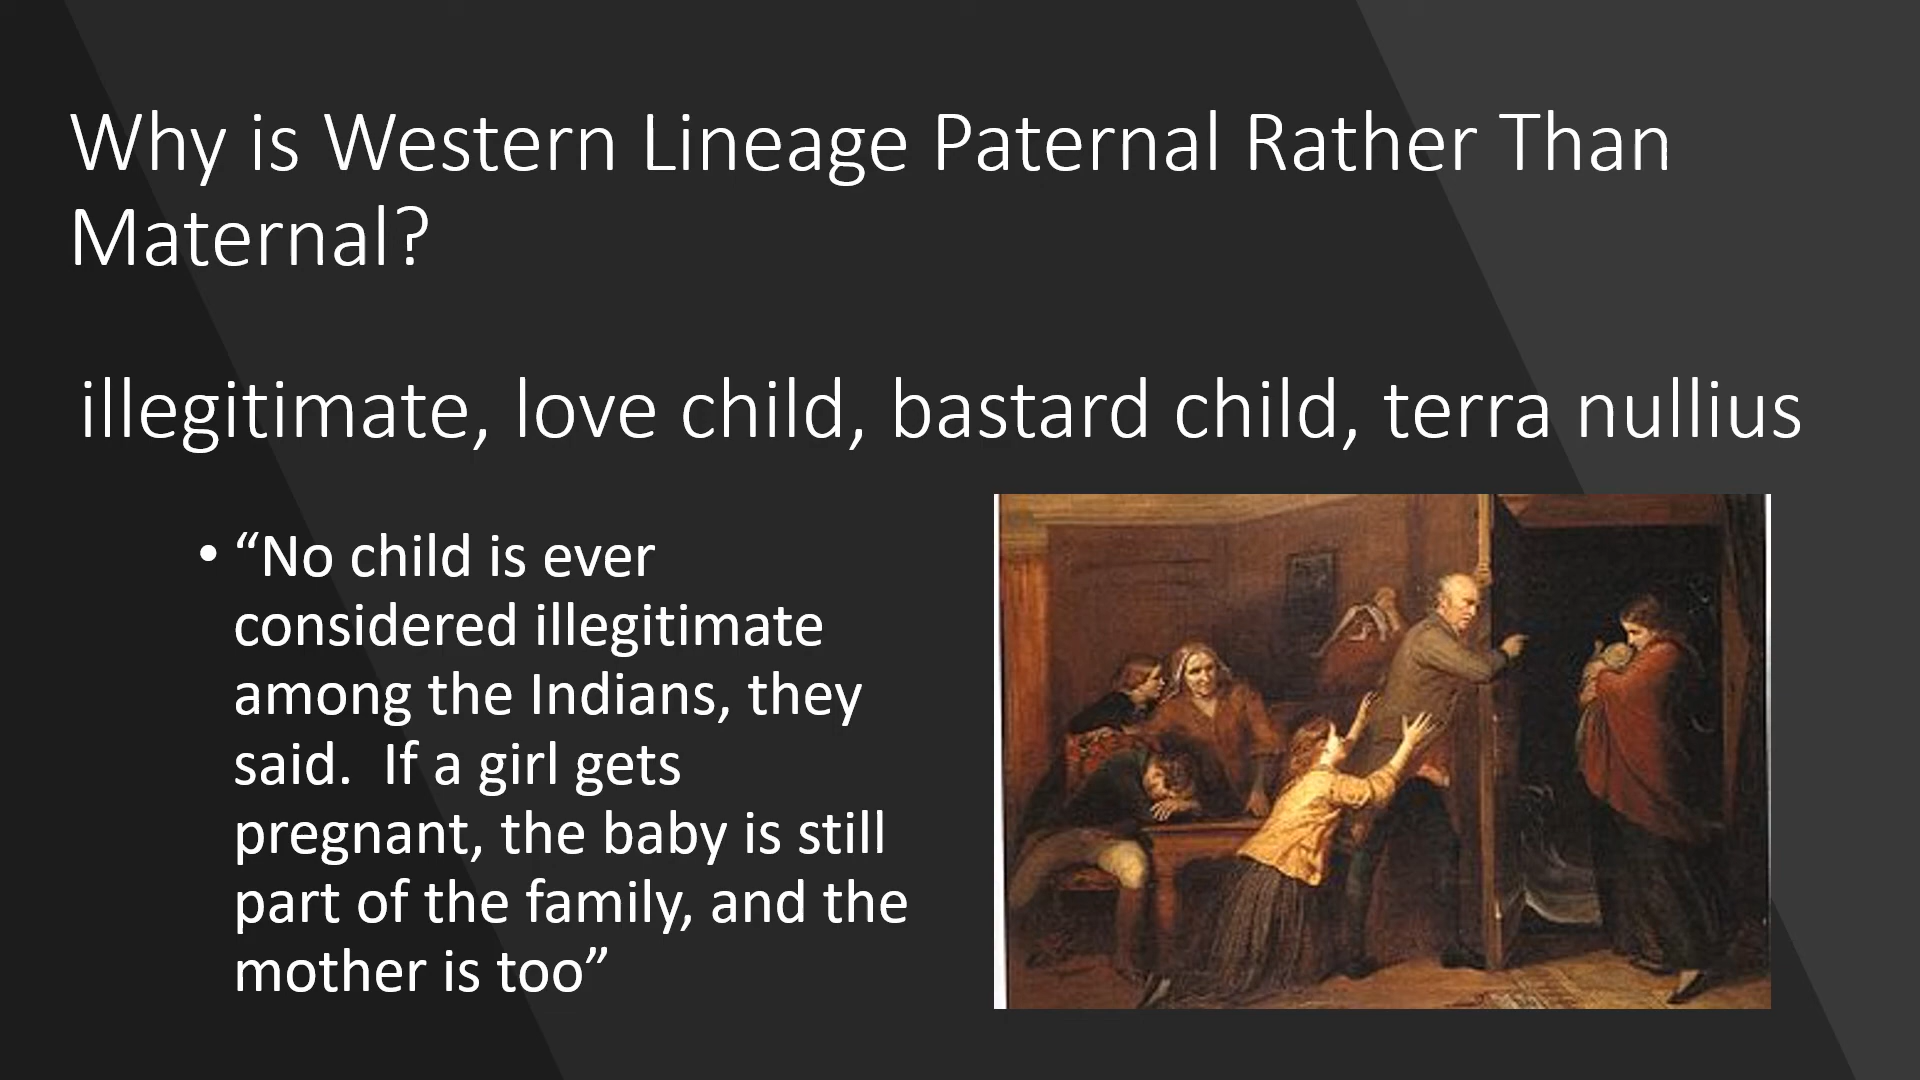 Why is Western Lineage Paternal Rather Than
Maternal?
illegitimate, love child, bastard child, terra nullius
• “No child is ever
considered illegitimate
among the Indians, they
said.  If a girl gets
pregnant, the baby is still
part of the family, and the
mother is too”